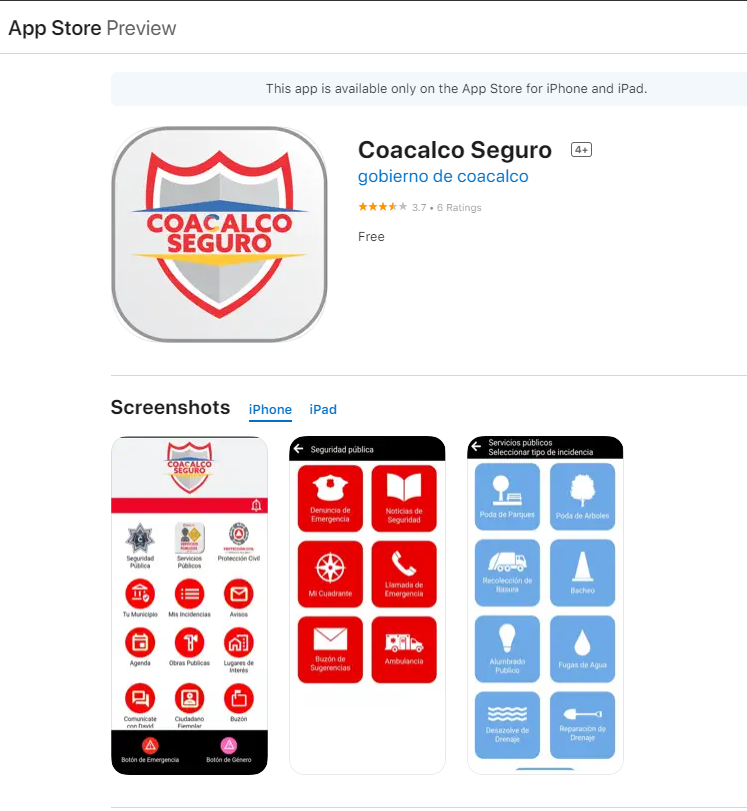 App Store Preview
This app is available only on the App Store for iPhone and iPad.
COACALCO
SEGURO
Coacalco Seguro 4+
gobierno de coacalco
3.7 • 6 Ratings
Free
Screenshots iPhone iPad
COACALCO
SEGURO
Seguridad
Pública
Servicios
Públicos
Protección Civil
Tu Municipio
Mis Incidencias
Avisos
Agenda
Obras Publicas
Lugares de
Interés
Comunicate
con David
Ciudadano
Ejemplar
Buzón
Botón de Emergencia
Botón de Género
Seguridad pública
Denuncia de
Emergencia
Noticias de
Seguridad
Mi Cuadrante
Llamada de
Emergencia
Buzón de
Sugerencias
Ambulancia
Servicios públicos
Seleccionar tipo de incidencia
Poda de Parques
Poda de Arboles
Recolección de
Basura
Bacheo
Alumbrado
Publico
Fugas de Agua
Desazolve de
Drenaje
Reparacion de
Drenaje